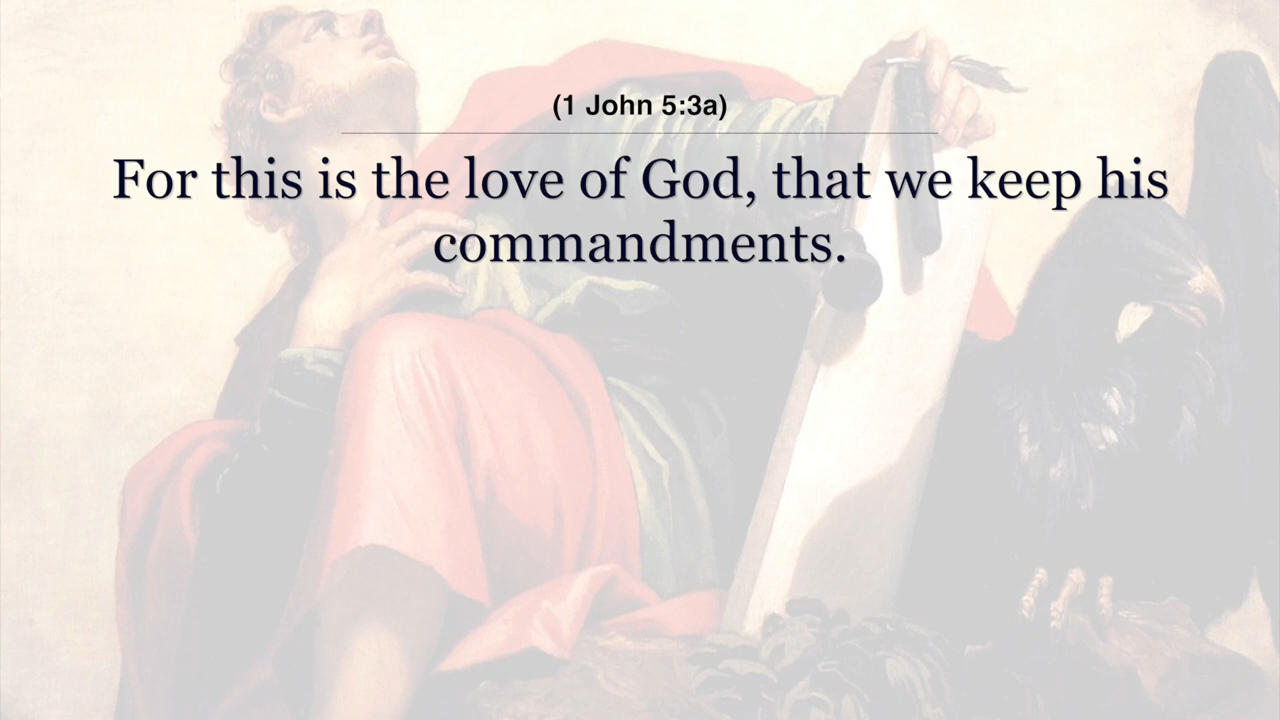 (1 John 5:3a)
For this is the love of God, that we keep his
commandments.